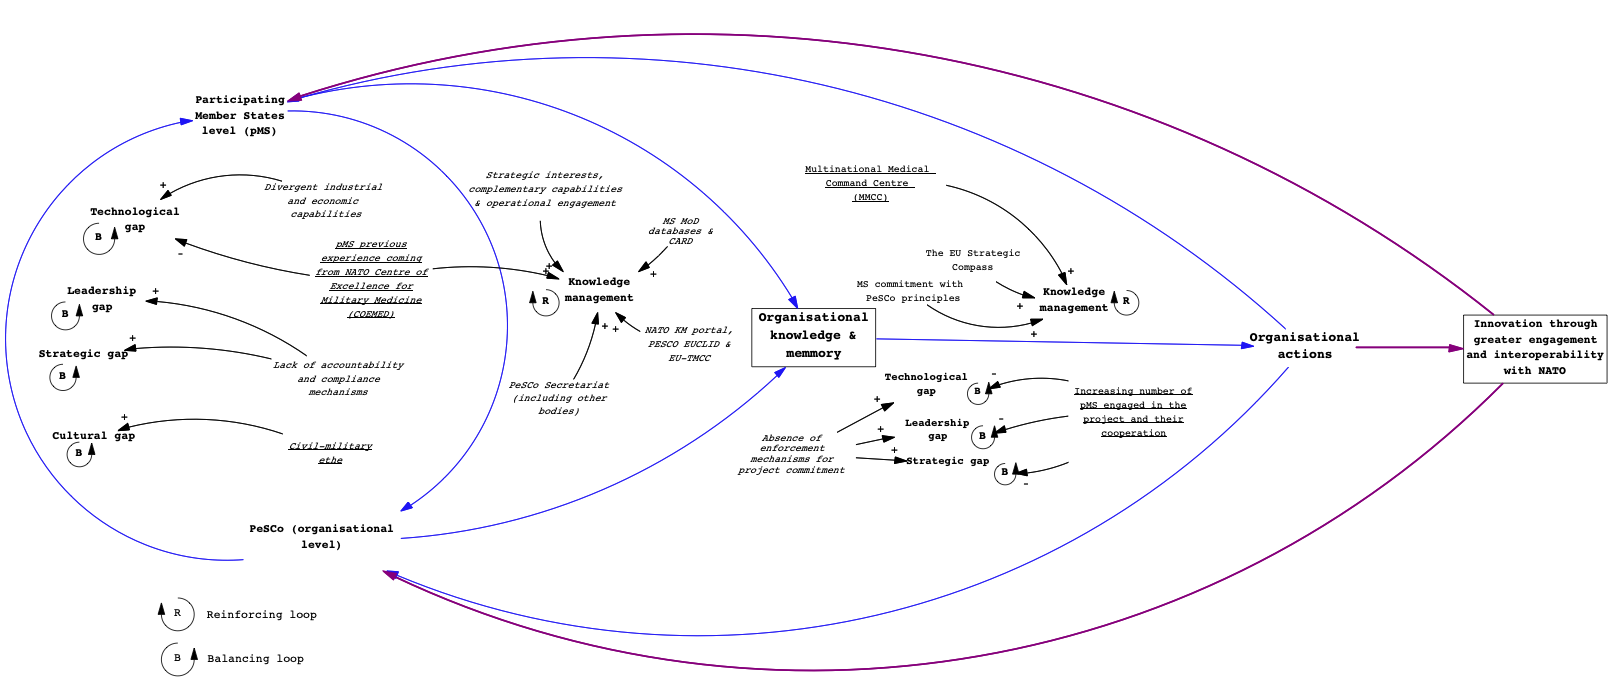 Participating
Member States
level (pMS)
+
Divergent industrial
and economic
capabilities
Technological
gap
B
-
pMS previous
experience coming
from NATO Centre of
Excellence for
Military Medicine
(COEMED)
Leadership
gap
+
B
+
Strategic gap
B
Lack of accountability
and compliance
mechanisms
+
Cultural gap
B
Civil-military
ethe
Strategic interests,
complementary capabilities
& operational engagement
MS MoD
databases &
CARD
+
+
+
Knowledge
management
R
+
+
NATO KM portal,
PESCO EUCLID &
EU-TMCC
PeSCo Secretariat
(including other
bodies)
Multinational Medical
Command Centre
(MMCC)
The EU Strategic
Compass
MS commitment with
PeSCo principles
+
+
+
Knowledge
management
R
Organisational
knowledge &
memmory
Organisational
actions
Innovation through
greater engagement
and interoperability
with NATO
Technological
gap
B
-
+
Leadership
gap
B
-
+
Strategic gap
B
-
+
Increasing number of
pMS engaged in the
project and their
cooperation
Absence of
enforcement
mechanisms for
project commitment
PeSCo (organisational
level)
R
Reinforcing loop
B
Balancing loop